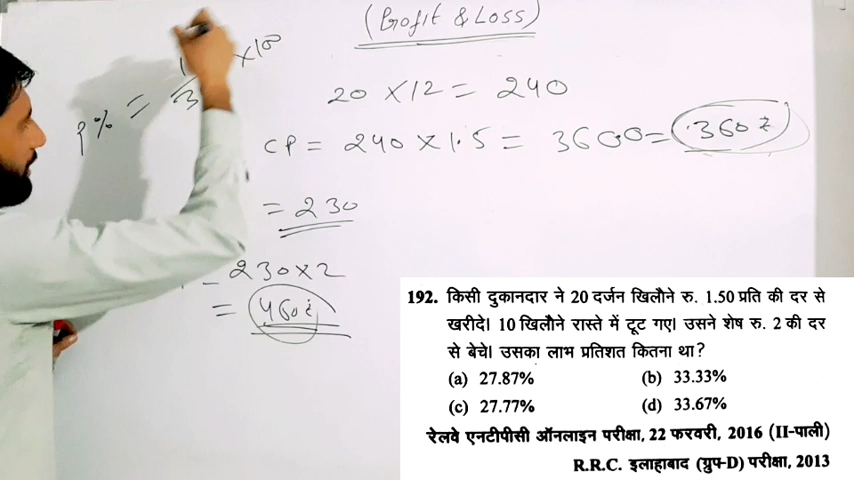 (Profit & Loss)
P% = × 100
20 × 12 = 240
CP = 240 × 1.5 = 3600 = 360₹
= 230
= 230 × 2
= 460₹
192. किसी दुकानदार ने 20 दर्जन खिलौने रु. 1.50 प्रति की दर से
खरीदे। 10 खिलौने रास्ते में टूट गए। उसने शेष रु. 2 की दर
से बेचे। उसका लाभ प्रतिशत कितना था?
(a) 27.87% (b) 33.33%
(c) 27.77% (d) 33.67%
रेलवे एनटीपीसी ऑनलाइन परीक्षा, 22 फरवरी, 2016 (II-पाली)
R.R.C. इलाहाबाद (ग्रुप-D) परीक्षा, 2013